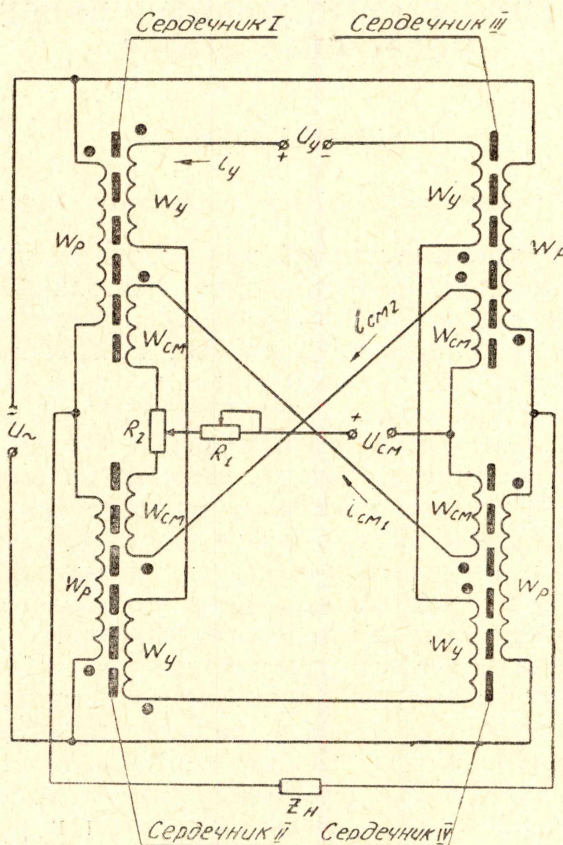 Сердечник I
Сердечник III
Uу
+
−
iу
Wу
Wу
Wр
Wр
Wсм
iсм2
Wсм
U~
R2
R1
+
Uсм
Wсм
iсм1
Wсм
Wр
Wр
Wу
Wу
Zн
Сердечник II
Сердечник IV